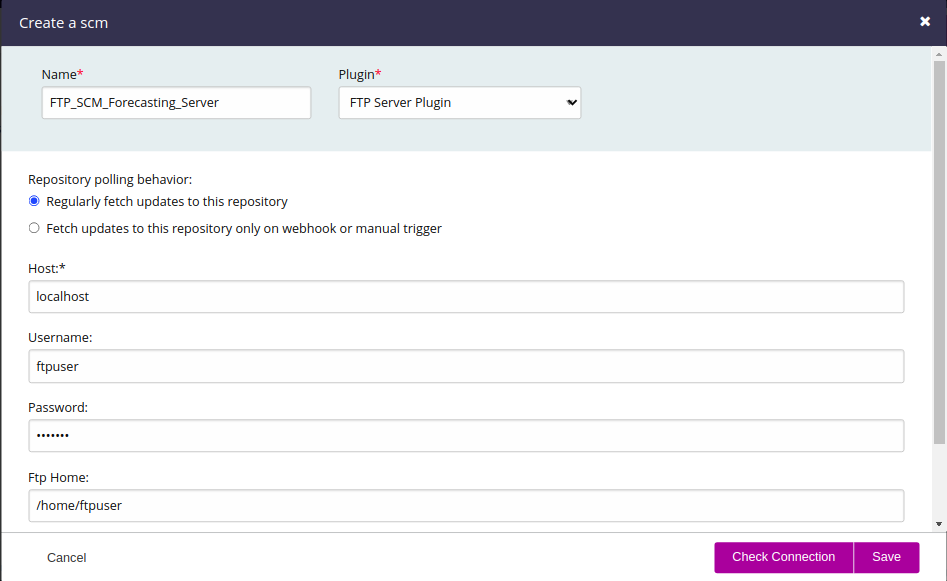 Create a scm
Name* Plugin*
FTP_SCM_Forecasting_Server FTP Server Plugin
Repository polling behavior:
Regularly fetch updates to this repository
Fetch updates to this repository only on webhook or manual trigger
Host:*
localhost
Username:
ftpuser
Password:
•••••••
Ftp Home:
/home/ftpuser
Cancel Check Connection Save